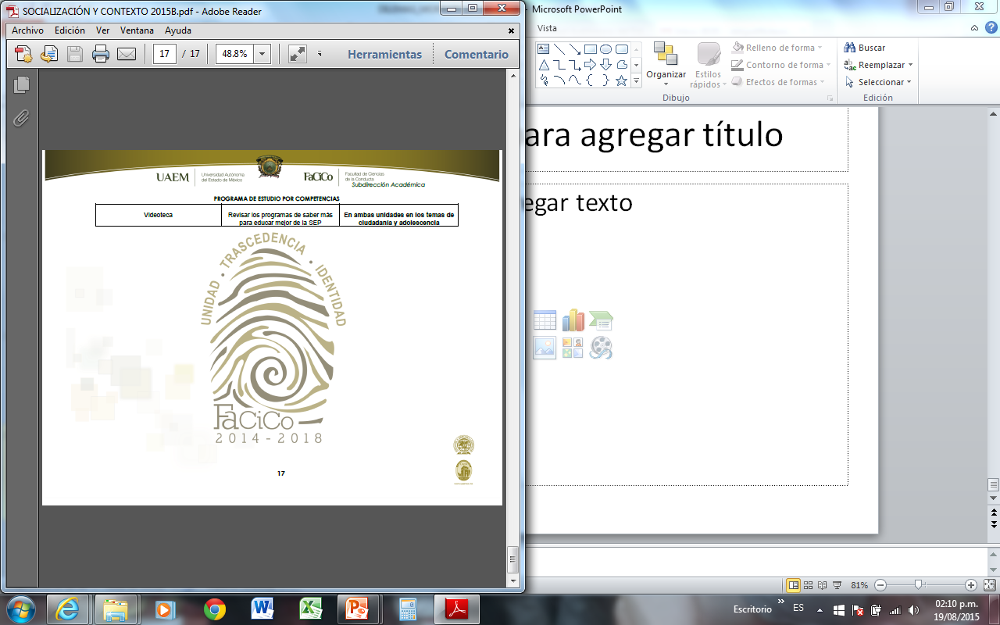 SOCIALIZACIÓN Y CONTEXTO 2015B.pdf - Adobe Reader
Archivo Edición Ver Ventana Ayuda
17 / 17 48.8% Herramientas Comentario
UAEM Universidad Autónoma
del Estado de México
FaCiCo Facultad de Ciencias
de la Conducta
Subdirección Académica
PROGRAMA DE ESTUDIO POR COMPETENCIAS
Videoteca
Revisar los programas de saber más
para educar mejor de la SEP
En ambas unidades en los temas de
ciudadanía y adolescencia
UNIDAD • TRASCEDENCIA • IDENTIDAD
FaCiCo
2014-2018
17
- Microsoft PowerPoint
Vista
Organizar
Estilos
rápidos
Relleno de forma
Contorno de forma
Efectos de formas
Dibujo
Buscar
Reemplazar
Seleccionar
Edición
ara agregar título
egar texto
81%
Escritorio » ES
02:10 p.m.
19/08/2015